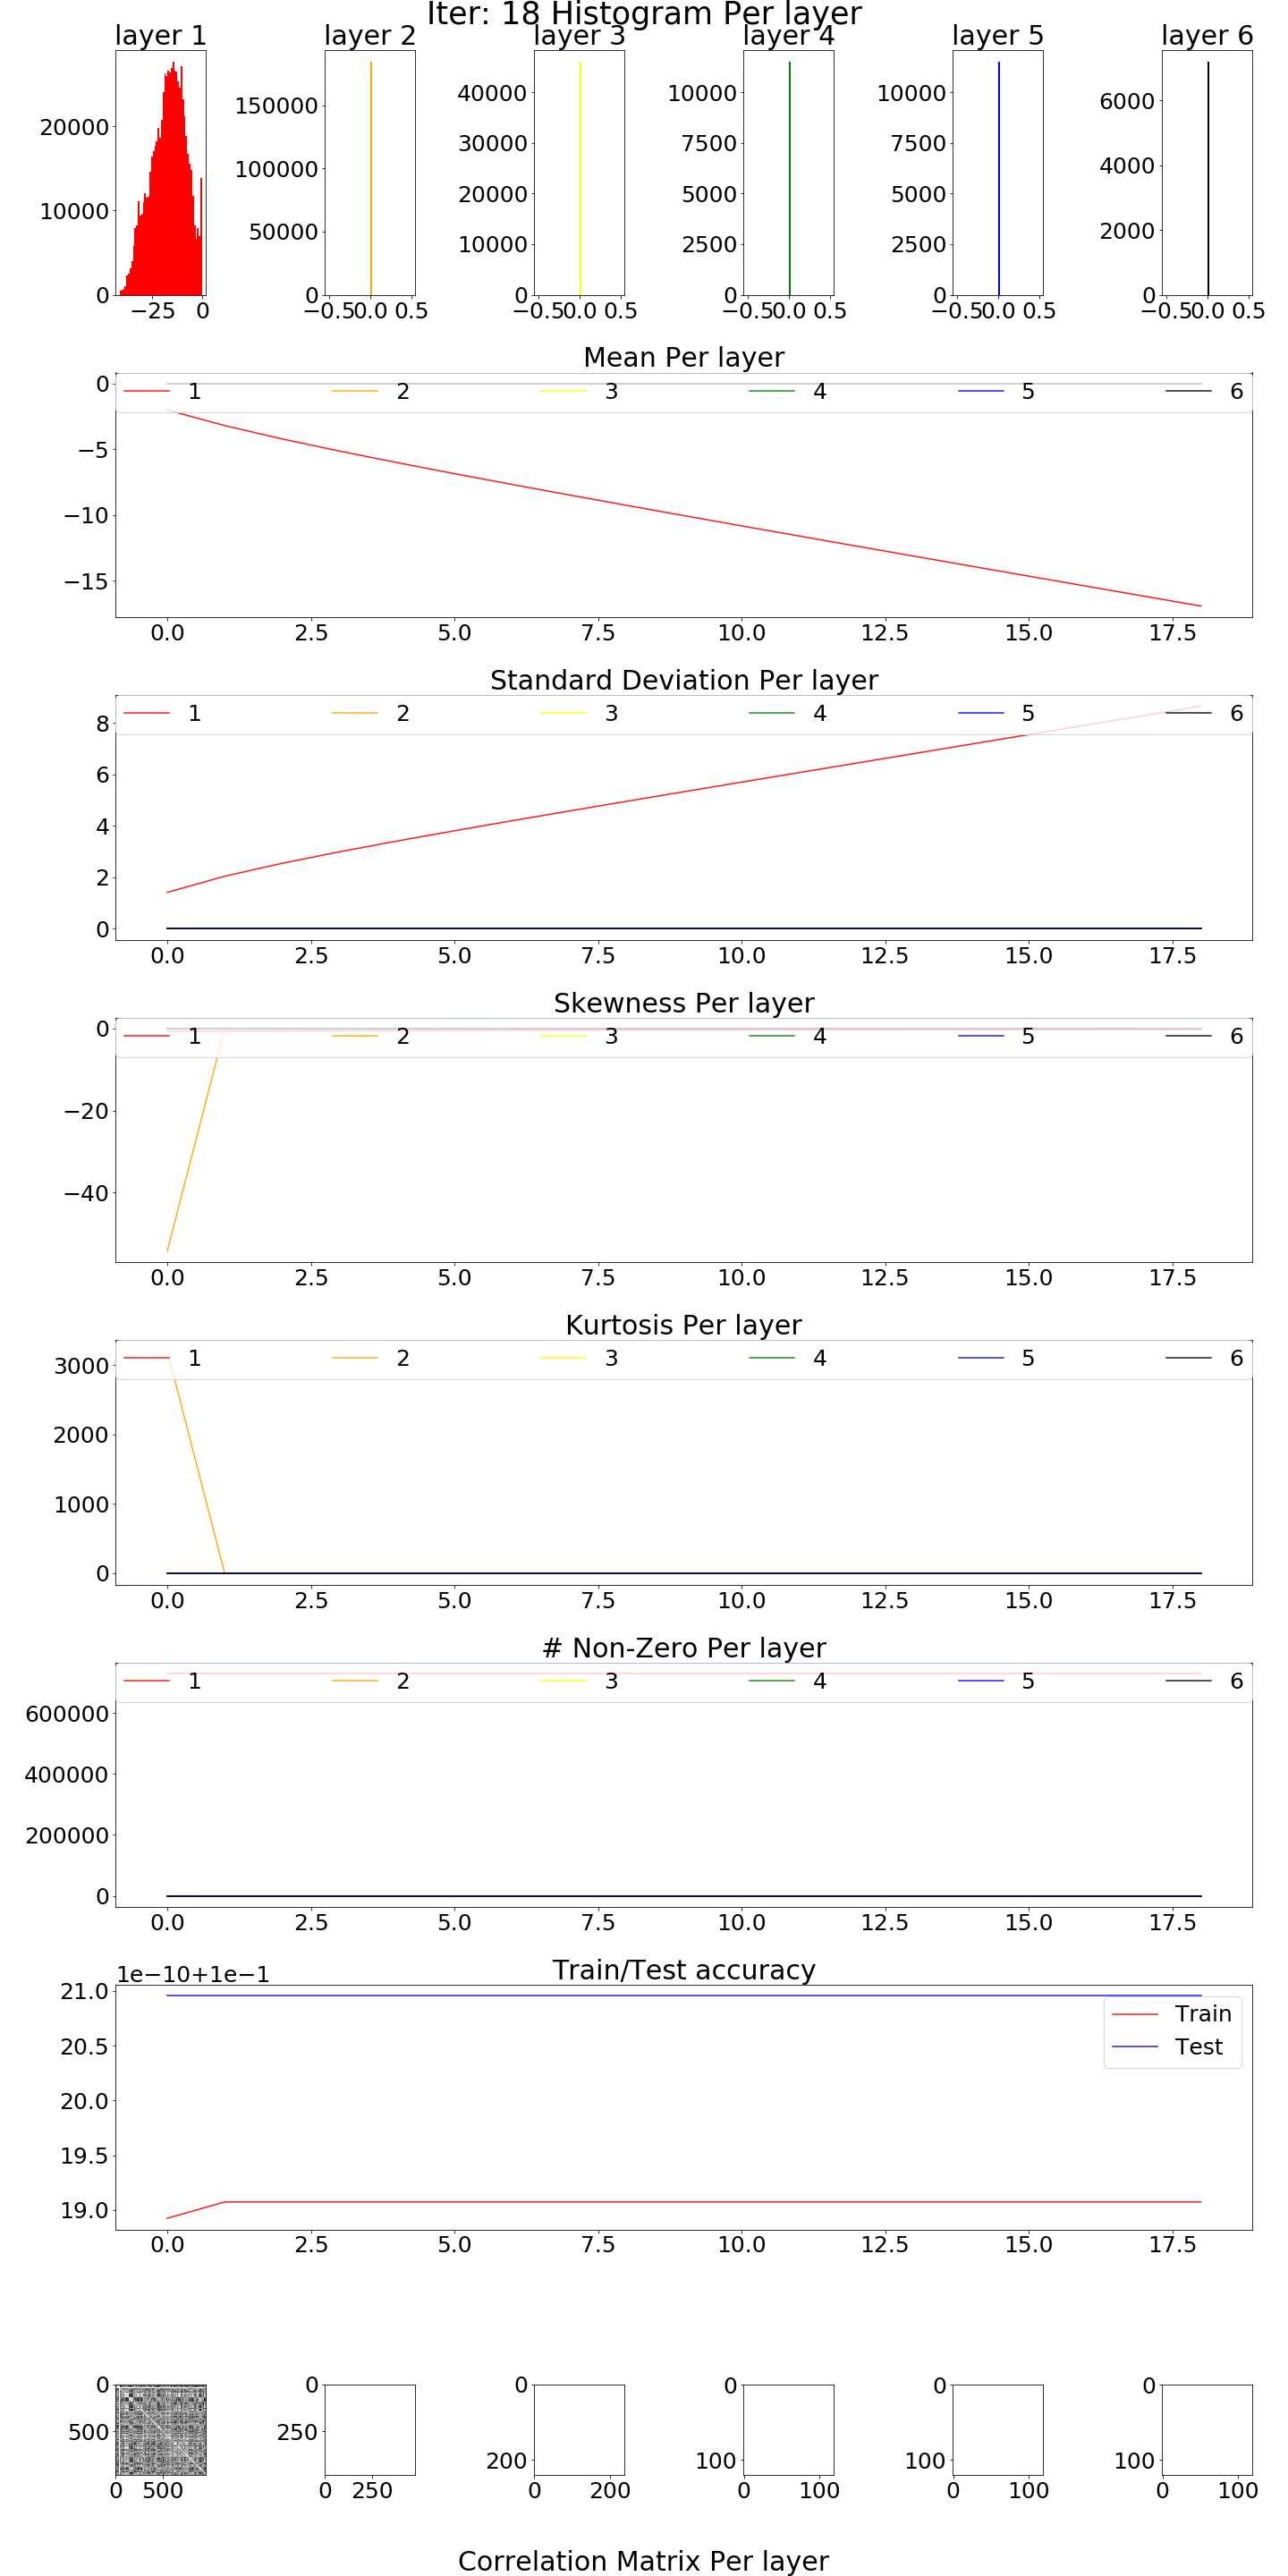 Iter: 18 Histogram Per layer
layer 1 layer 2 layer 3 layer 4 layer 5 layer 6
20000 10000 0
−25 0
150000 100000 50000 0
−0.5 0.0 0.5
40000 30000 20000 10000 0
−0.5 0.0 0.5
10000 7500 5000 2500 0
−0.5 0.0 0.5
10000 7500 5000 2500 0
−0.5 0.0 0.5
6000 4000 2000 0
−0.5 0.0 0.5
Mean Per layer
1 2 3 4 5 6
0
−5
−10
−15
0.0 2.5 5.0 7.5 10.0 12.5 15.0 17.5
Standard Deviation Per layer
1 2 3 4 5 6
8
6
4
2
0
0.0 2.5 5.0 7.5 10.0 12.5 15.0 17.5
Skewness Per layer
1 2 3 4 5 6
0
−20
−40
0.0 2.5 5.0 7.5 10.0 12.5 15.0 17.5
Kurtosis Per layer
1 2 3 4 5 6
3000
2000
1000
0
0.0 2.5 5.0 7.5 10.0 12.5 15.0 17.5
# Non-Zero Per layer
1 2 3 4 5 6
600000
400000
200000
0
0.0 2.5 5.0 7.5 10.0 12.5 15.0 17.5
Train/Test accuracy
1e−10+1e−1
21.0
20.5
20.0
19.5
19.0
Train
Test
0.0 2.5 5.0 7.5 10.0 12.5 15.0 17.5
0 500
0 500
0 250
0 250
0 200
0 200
0 100
0 100
0 100
0 100
0 100
0 100
Correlation Matrix Per layer